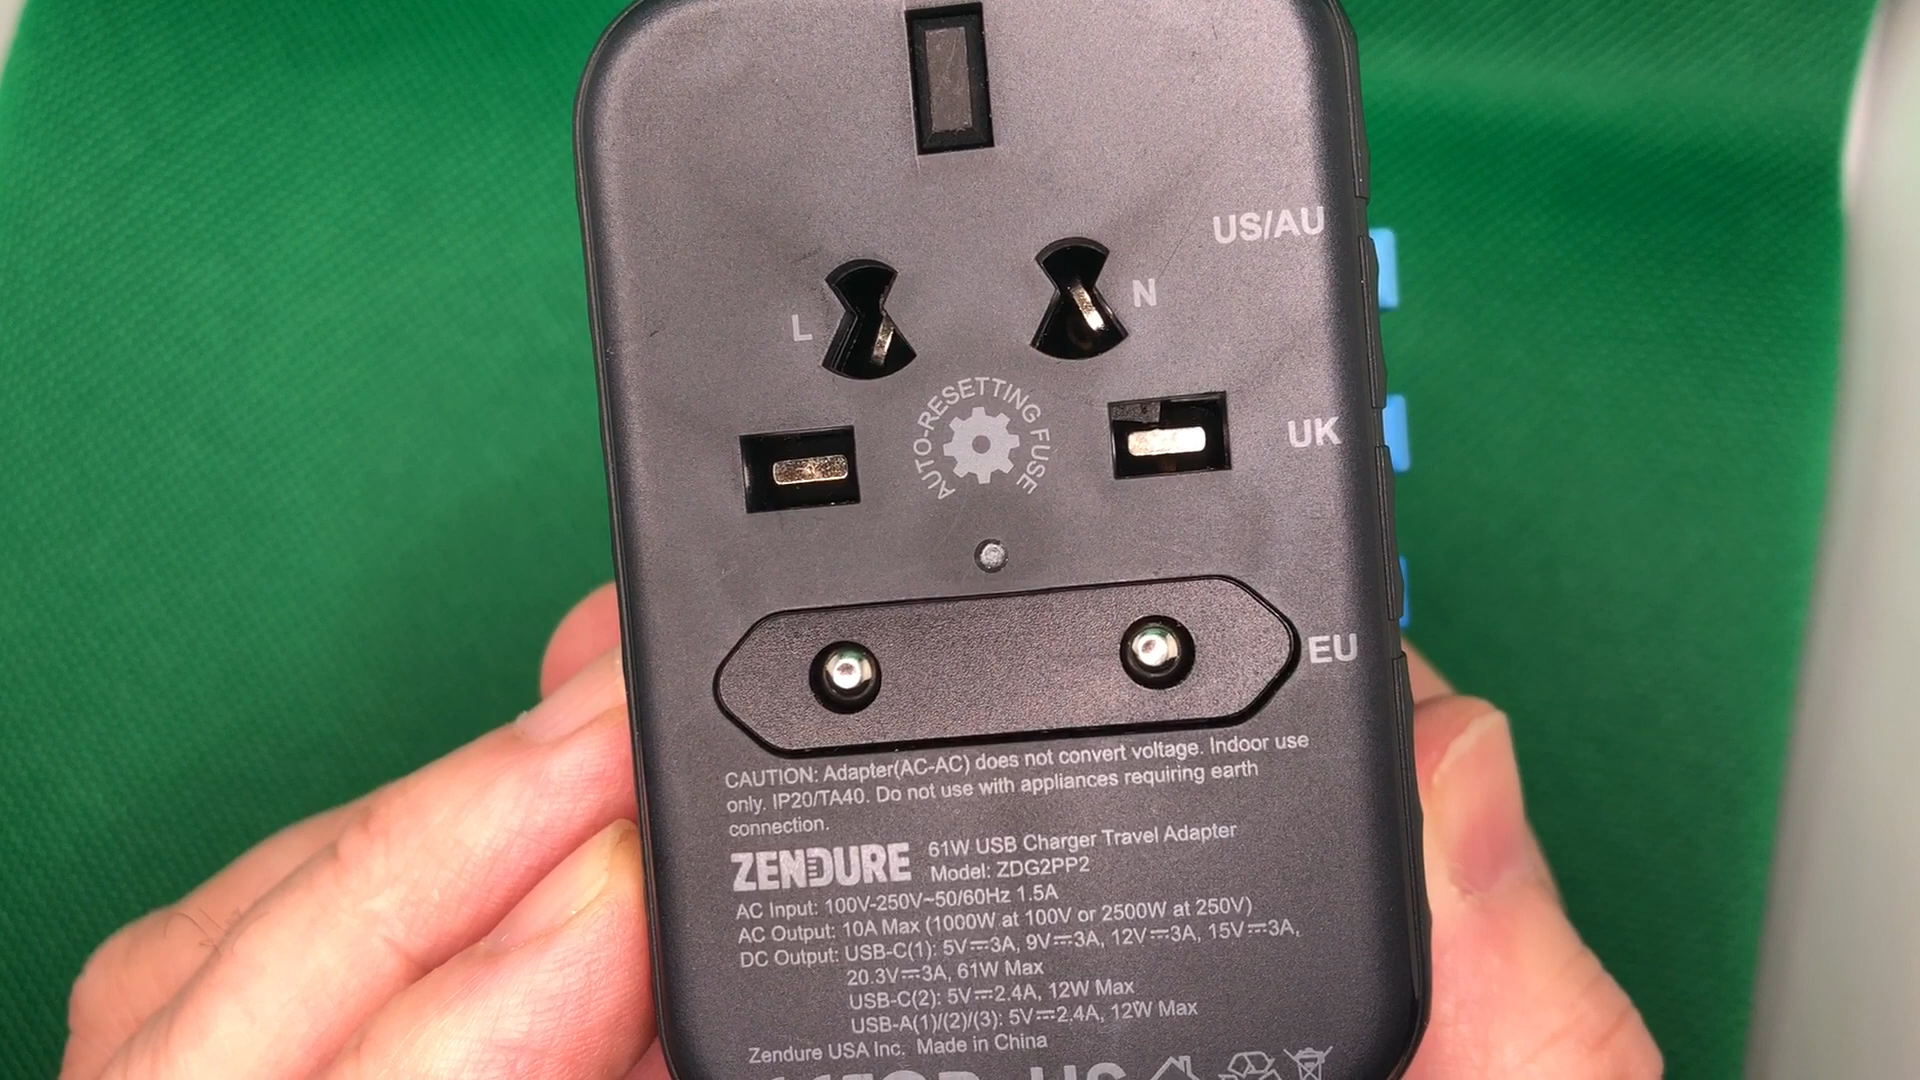 US/AU
L
N
AUTO-RESETTING FUSE
UK
EU
CAUTION: Adapter(AC-AC) does not convert voltage. Indoor use
only. IP20/TA40. Do not use with appliances requiring earth
connection.
ZENDURE
61W USB Charger Travel Adapter
Model: ZDG2PP2
AC Input: 100V-250V~50/60Hz 1.5A
AC Output: 10A Max (1000W at 100V or 2500W at 250V)
DC Output: USB-C(1): 5V⎓3A, 9V⎓3A, 12V⎓3A, 15V⎓3A,
20.3V⎓3A, 61W Max
USB-C(2): 5V⎓2.4A, 12W Max
USB-A(1)/(2)/(3): 5V⎓2.4A, 12W Max
Zendure USA Inc. Made in China